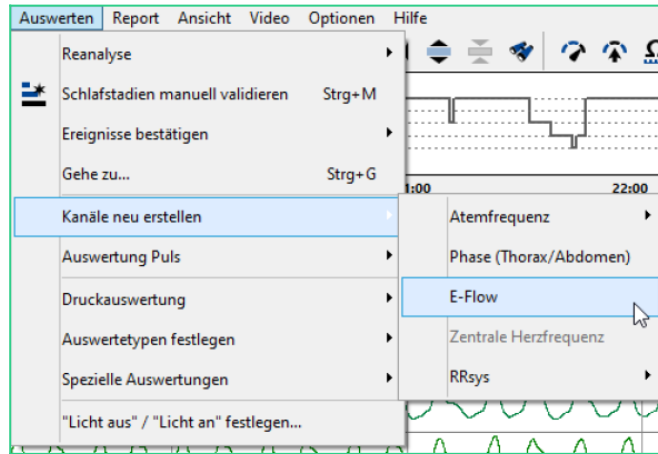 Auswerten Report Ansicht Video Optionen Hilfe
Reanalyse
Schlafstadien manuell validieren Strg+M
Ereignisse bestätigen
Gehe zu... Strg+G
:00 22:00
Kanäle neu erstellen Atemfrequenz
Auswertung Puls Phase (Thorax/Abdomen)
Druckauswertung E-Flow
Auswertetypen festlegen Zentrale Herzfrequenz
Spezielle Auswertungen RRsys
"Licht aus" / "Licht an" festlegen...